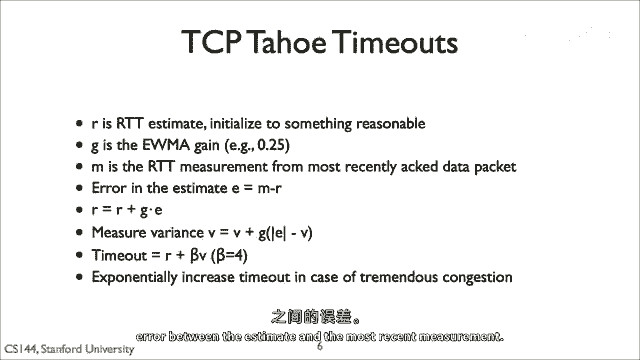 TCP Tahoe Timeouts
• r is RTT estimate, initialize to something reasonable
• g is the EWMA gain (e.g., 0.25)
• m is the RTT measurement from most recently acked data packet
• Error in the estimate e = m-r
• r = r + g·e
• Measure variance v = v + g(|e| - v)
• Timeout = r + βv (β=4)
• Exponentially increase timeout in case of tremendous congestion
之间的误差。
error between the estimate and the most recent measurement.
CS144, Stanford University
6